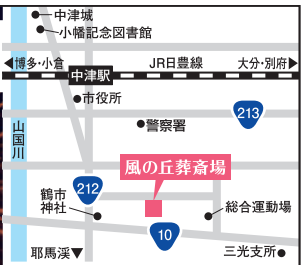 中津城
小幡記念図書館
◀博多・小倉
JR日豊線
大分・別府▶
中津駅
市役所
213
警察署
山国川
風の丘葬斎場
212
鶴市
神社
総合運動場
10
耶馬渓▼
三光支所